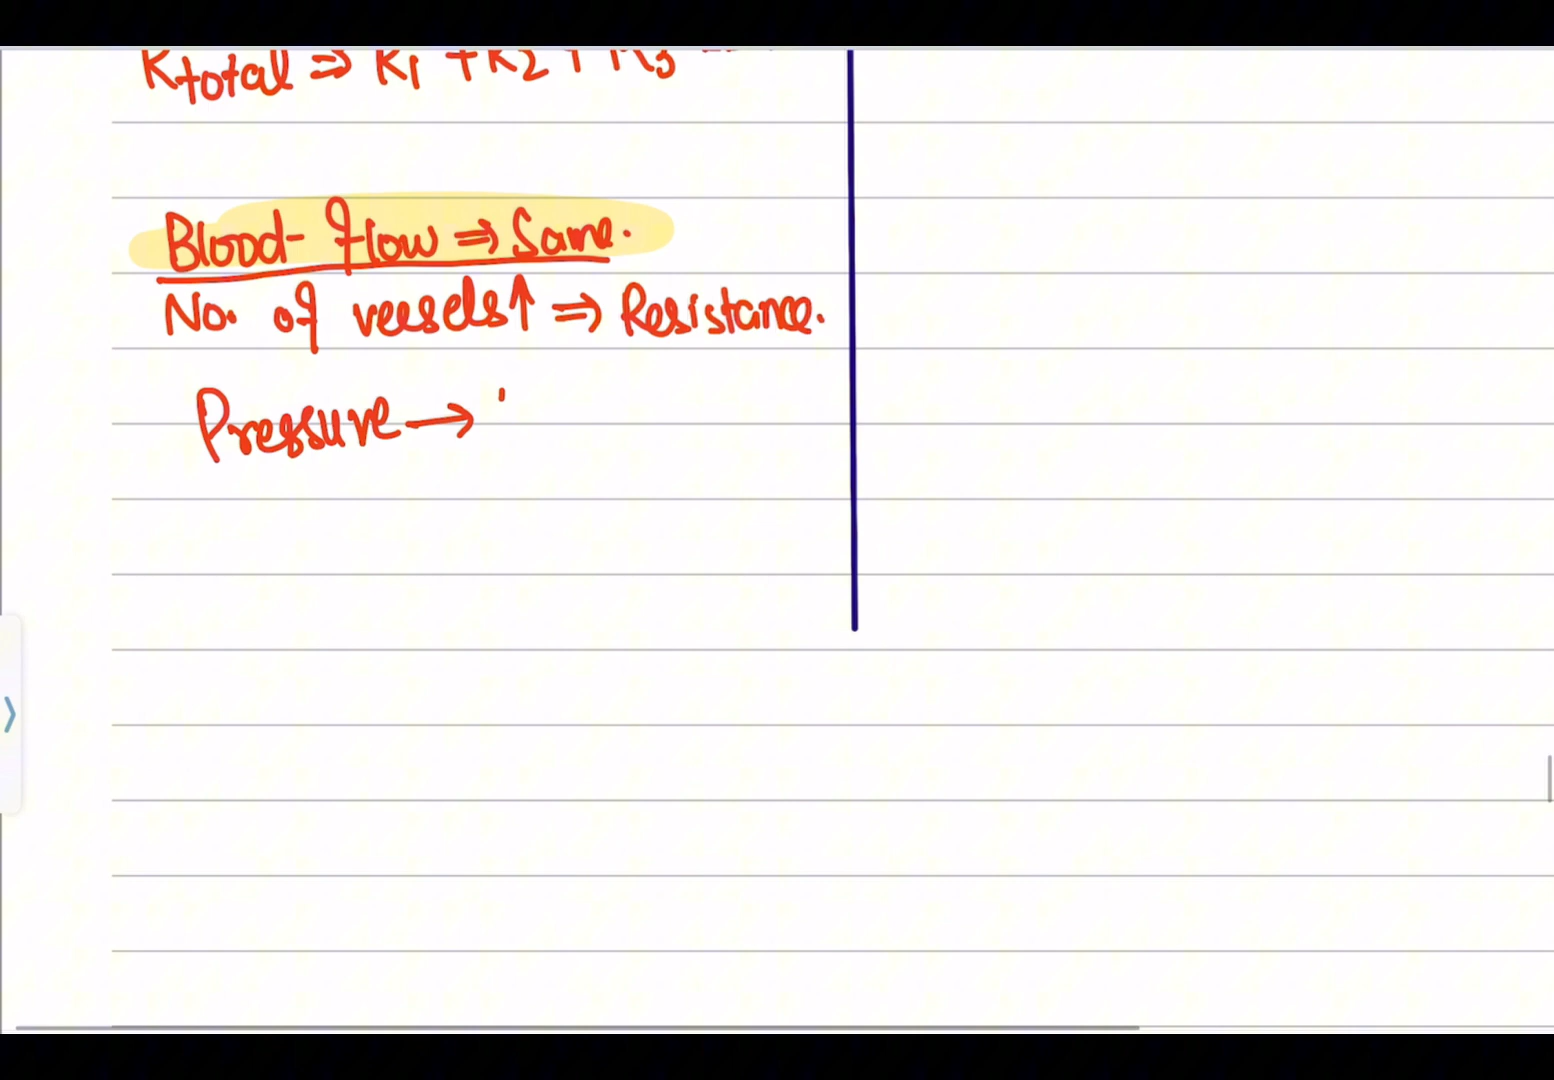 Rtotal ⇒ R1 + R2 + R3
Blood flow ⇒ Same.
No. of vessels↑ ⇒ Resistance.
Pressure →